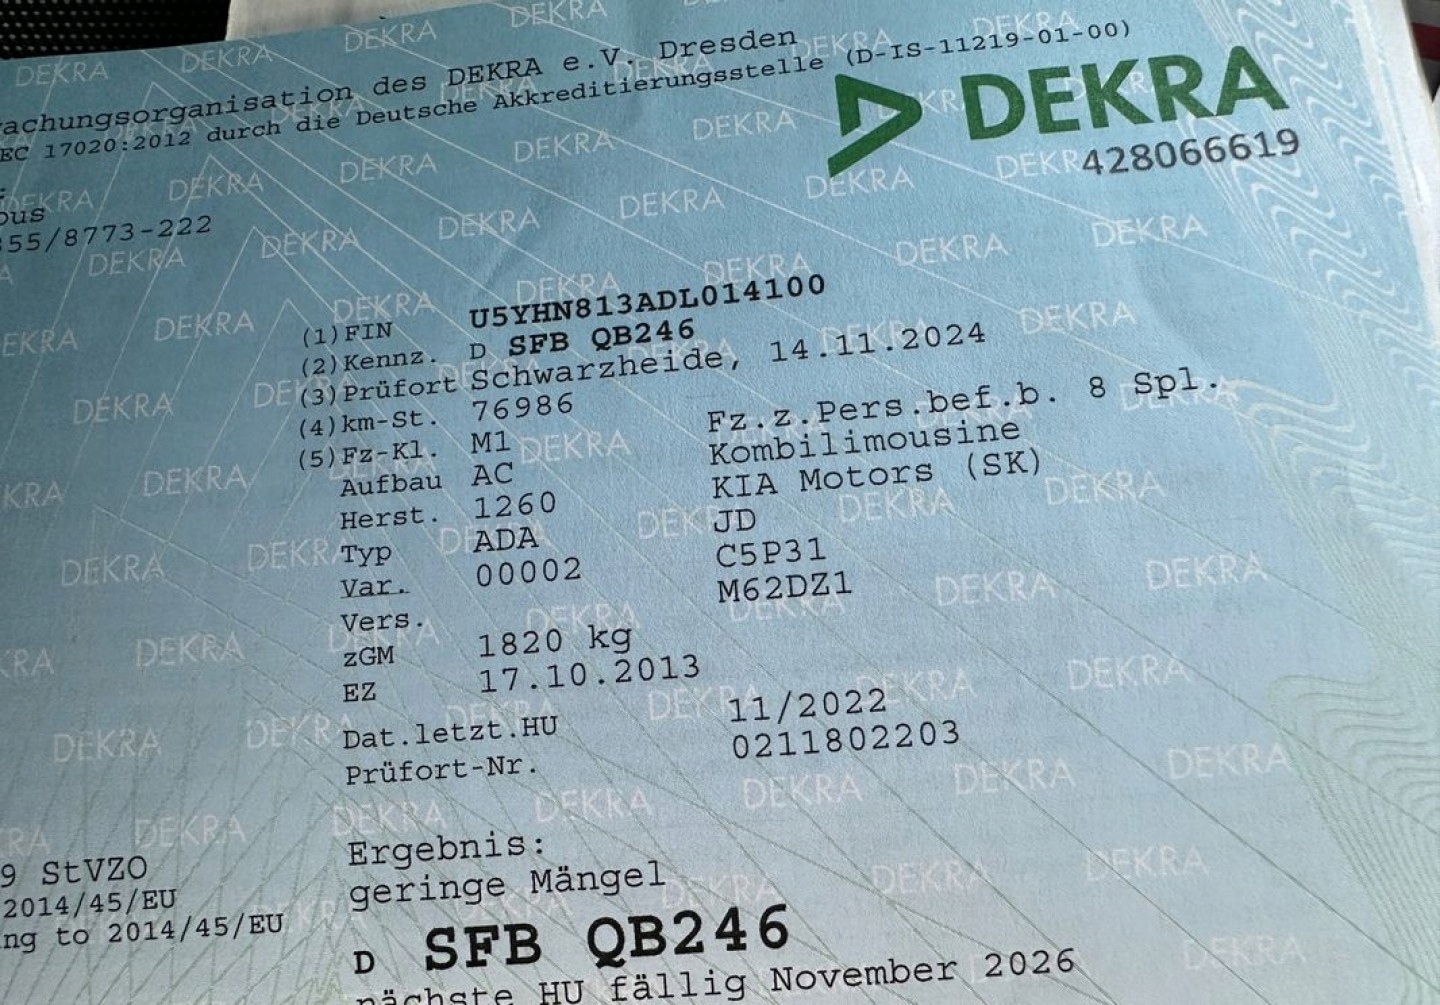 achungsorganisation des DEKRA e.V. Dresden
EC 17020:2012 durch die Deutsche Akkreditierungsstelle (D-IS-11219-01-00)
DEKRA
428066619
55/8773-222
(1)FIN U5YHN813ADL014100
(2)Kennz. D SFB QB246
(3)Prüfort Schwarzheide, 14.11.2024
(4)km-St. 76986
(5)Fz-Kl. M1 Fz.z.Pers.bef.b. 8 Spl.
Aufbau AC Kombilimousine
Herst. 1260 KIA Motors (SK)
Typ ADA JD
Var. 00002 C5P31
Vers. M62DZ1
zGM 1820 kg
EZ 17.10.2013
Dat.letzt.HU 11/2022
Prüfort-Nr. 0211802203
9 StVZO
2014/45/EU
ng to 2014/45/EU
Ergebnis:
geringe Mängel
D SFB QB246
nächste HU fällig November 2026